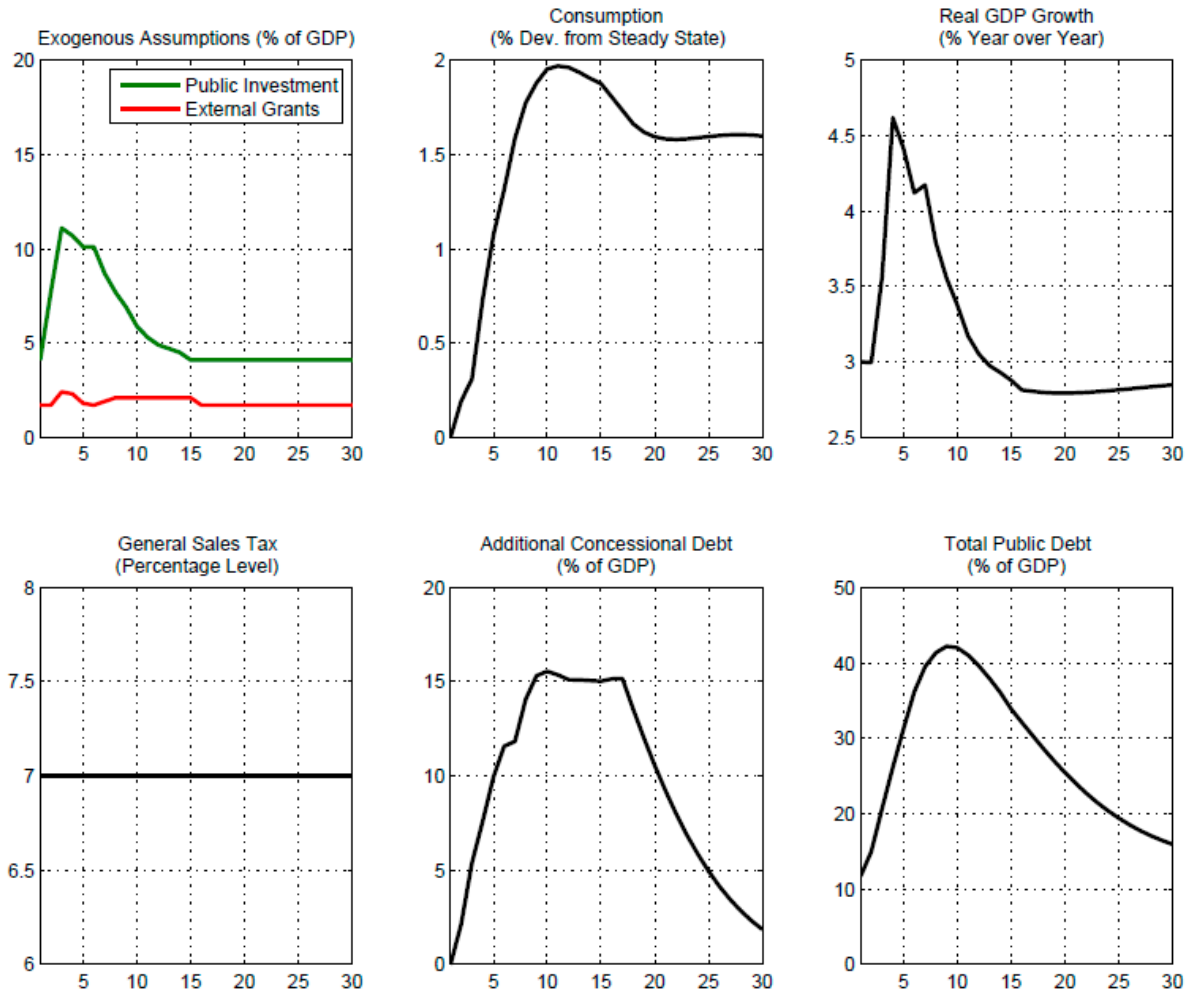 Exogenous Assumptions (% of GDP)
20
15
10
5
0
5 10 15 20 25 30
Public Investment
External Grants
Consumption
(% Dev. from Steady State)
2
1.5
1
0.5
0
5 10 15 20 25 30
Real GDP Growth
(% Year over Year)
5
4.5
4
3.5
3
2.5
5 10 15 20 25 30
General Sales Tax
(Percentage Level)
8
7.5
7
6.5
6
5 10 15 20 25 30
Additional Concessional Debt
(% of GDP)
20
15
10
5
0
5 10 15 20 25 30
Total Public Debt
(% of GDP)
50
40
30
20
10
0
5 10 15 20 25 30